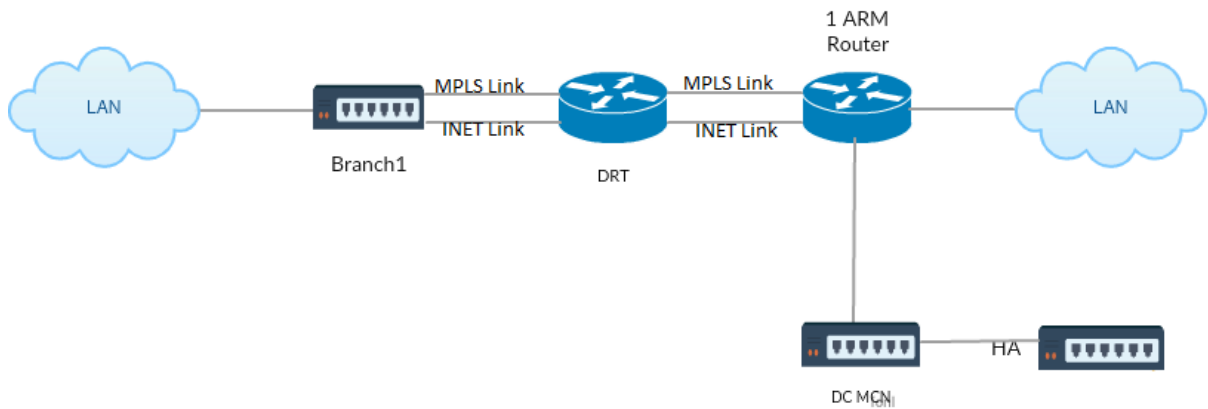 1 ARM
Router
LAN
MPLS Link
MPLS Link
LAN
INET Link
INET Link
Branch1
DRT
HA
DC MCN